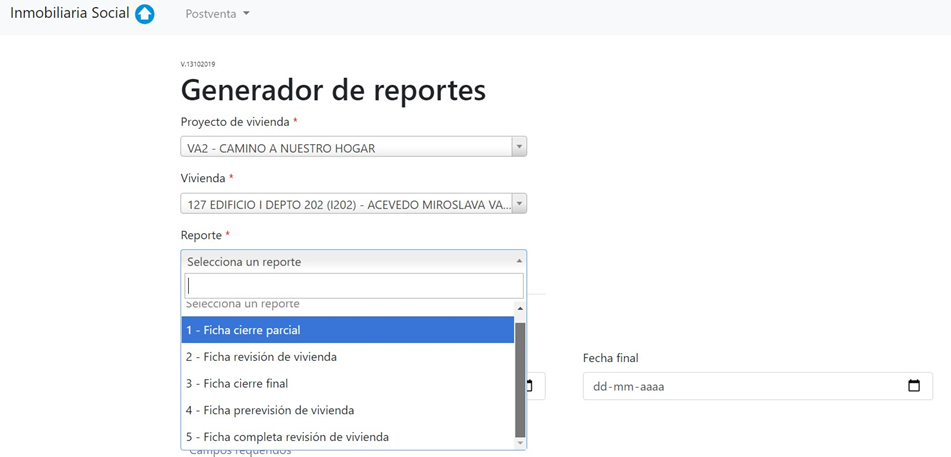 Inmobiliaria Social Postventa
V.13102019
Generador de reportes
Proyecto de vivienda *
VA2 - CAMINO A NUESTRO HOGAR
Vivienda *
127 EDIFICIO I DEPTO 202 (I202) - ACEVEDO MIROSLAVA VA...
Reporte *
Selecciona un reporte
Selecciona un reporte
1 - Ficha cierre parcial
2 - Ficha revisión de vivienda
3 - Ficha cierre final
4 - Ficha prerevisión de vivienda
5 - Ficha completa revisión de vivienda
Fecha final
dd-mm-aaaa
Campos requeridos